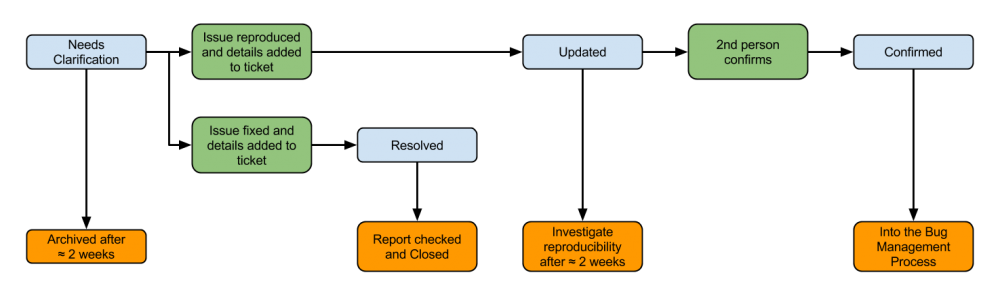 Needs
Clarification
Issue reproduced
and details added
to ticket
Updated
2nd person
confirms
Confirmed
Issue fixed and
details added to
ticket
Resolved
Archived after
≈ 2 weeks
Report checked
and Closed
Investigate
reproducibility
after ≈ 2 weeks
Into the Bug
Management
Process